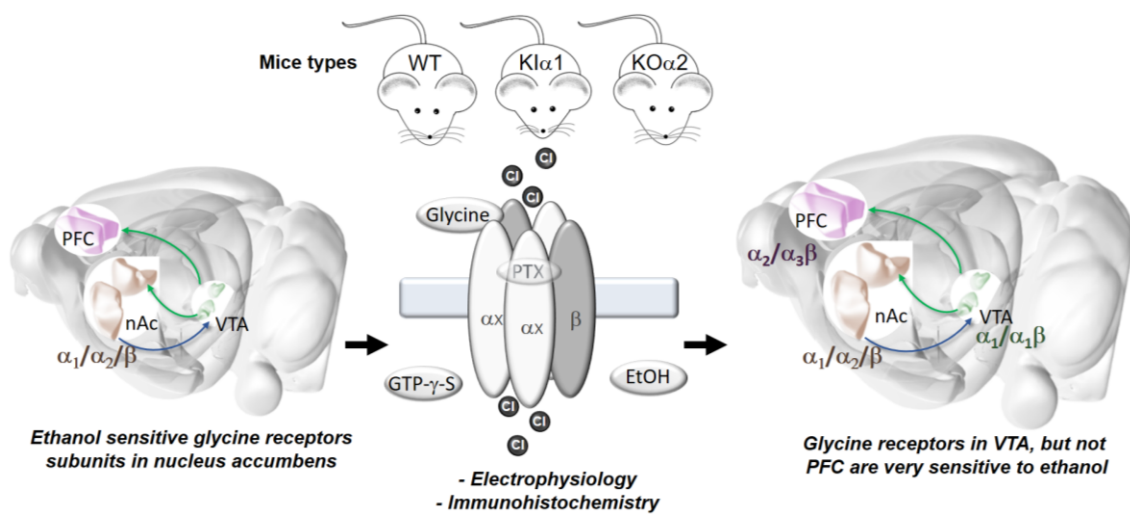 Mice types
WT
KIα1
KOα2
Cl
Cl
Cl
Glycine
PTX
αx
αx
β
GTP-γ-S
EtOH
Cl
Cl
Cl
- Electrophysiology
- Immunohistochemistry
PFC
nAc
VTA
α1/α2/β
Ethanol sensitive glycine receptors
subunits in nucleus accumbens
PFC
α2/α3β
nAc
VTA
α1/α1β
α1/α2/β
Glycine receptors in VTA, but not
PFC are very sensitive to ethanol